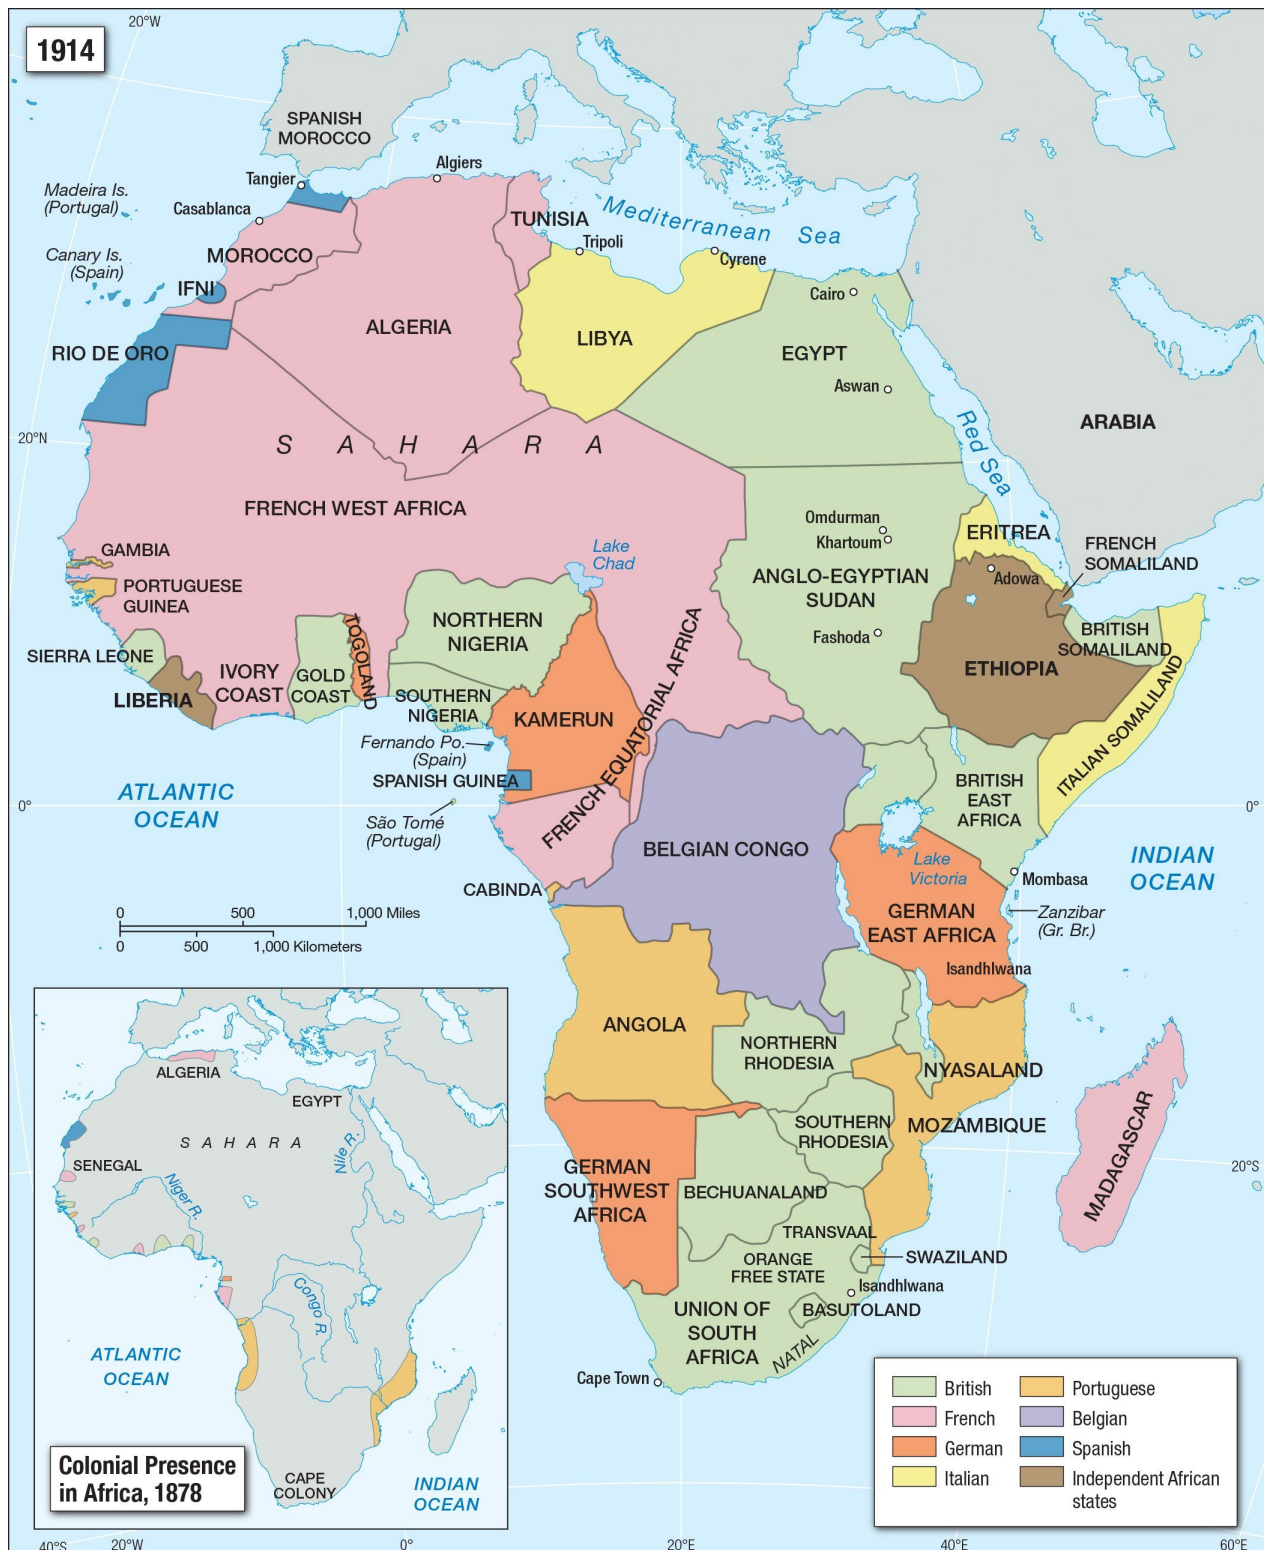 1914
20°W
SPANISH
MOROCCO
Algiers
Tangier
Madeira Is.
(Portugal)
Casablanca
TUNISIA
Mediterranean Sea
Tripoli
Cyrene
MOROCCO
Canary Is.
(Spain)
IFNI
Cairo
ALGERIA
LIBYA
EGYPT
RIO DE ORO
Aswan
ARABIA
Red Sea
20°N
SAHARA
FRENCH WEST AFRICA
Omdurman
Khartoum
ERITREA
FRENCH
SOMALILAND
GAMBIA
Lake
Chad
Adowa
ANGLO-EGYPTIAN
SUDAN
PORTUGUESE
GUINEA
NORTHERN
NIGERIA
Fashoda
BRITISH
SOMALILAND
SIERRA LEONE
TOGOLAND
IVORY
COAST
GOLD
COAST
ETHIOPIA
LIBERIA
SOUTHERN
NIGERIA
KAMERUN
FRENCH EQUATORIAL AFRICA
ITALIAN SOMALILAND
Fernando Po.
(Spain)
SPANISH GUINEA
ATLANTIC
OCEAN
BRITISH
EAST
AFRICA
0°
0°
São Tomé
(Portugal)
BELGIAN CONGO
Lake
Victoria
INDIAN
OCEAN
Mombasa
CABINDA
Zanzibar
(Gr. Br.)
GERMAN
EAST AFRICA
0 500 1,000 Miles
0 500 1,000 Kilometers
Isandhlwana
ANGOLA
NORTHERN
RHODESIA
NYASALAND
SOUTHERN
RHODESIA
MOZAMBIQUE
MADAGASCAR
20°S
GERMAN
SOUTHWEST
AFRICA
BECHUANALAND
TRANSVAAL
ORANGE
FREE STATE
SWAZILAND
Isandhlwana
BASUTOLAND
UNION OF
SOUTH
AFRICA
NATAL
Cape Town
ALGERIA
EGYPT
SAHARA
Nile R.
SENEGAL
Niger R.
Congo R.
ATLANTIC
OCEAN
CAPE
COLONY
INDIAN
OCEAN
Colonial Presence
in Africa, 1878
British
French
German
Italian
Portuguese
Belgian
Spanish
Independent African
states
40°S
20°W
0°
20°E
40°E
60°E